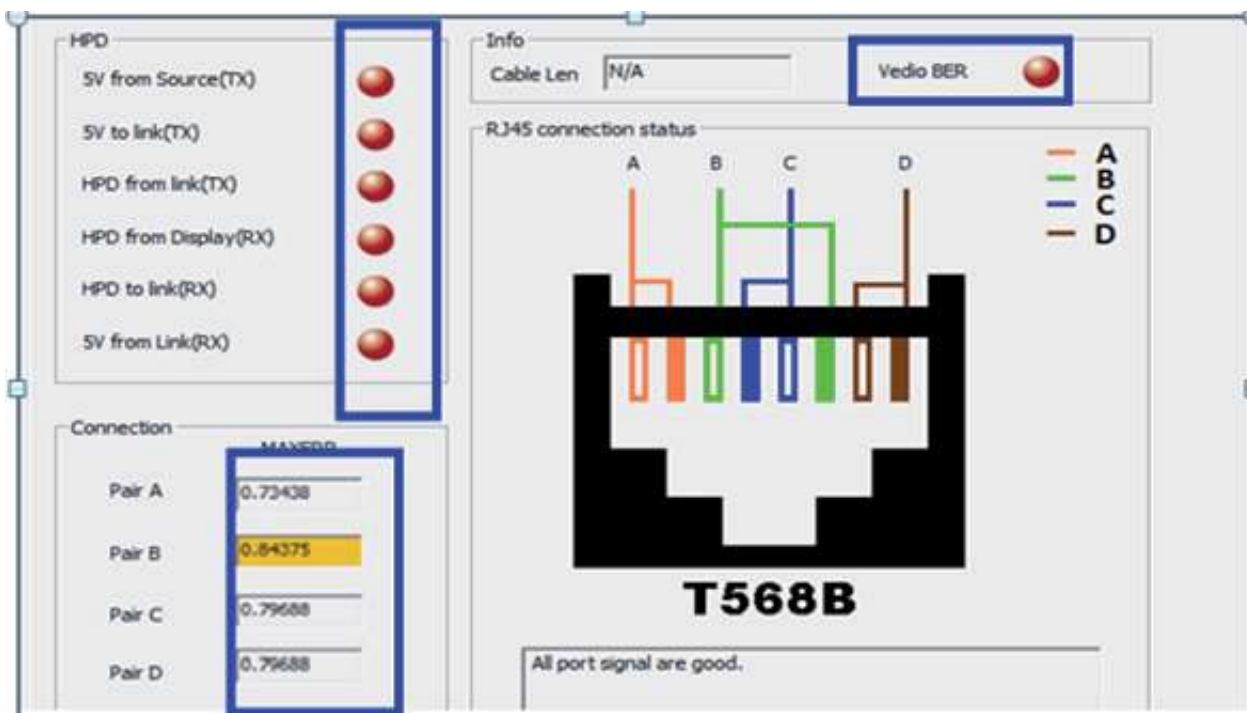 HPD
5V from Source(TX)
5V to link(TX)
HPD from link(TX)
HPD from Display(RX)
HPD to link(RX)
5V from Link(RX)
Connection
MAXERR
Pair A 0.73438
Pair B 0.84375
Pair C 0.79688
Pair D 0.79688
Info
Cable Len N/A Vedio BER
RJ45 connection status
A B C D
A
B
C
D
T568B
All port signal are good.